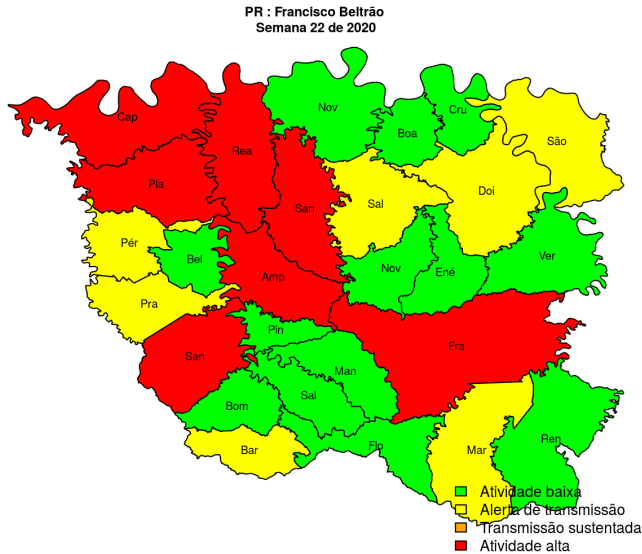 PR : Francisco Beltrão
Semana 22 de 2020
Cap
Nov
Cru
Boa
São
Rea
Pla
Doi
San
Sal
Pér
Bel
Ver
Nov
Ené
Amp
Pra
Pin
Fra
San
Man
Sal
Bom
Bar
Flo
Mar
Ren
Atividade baixa
Alerta de transmissão
Transmissão sustentada
Atividade alta